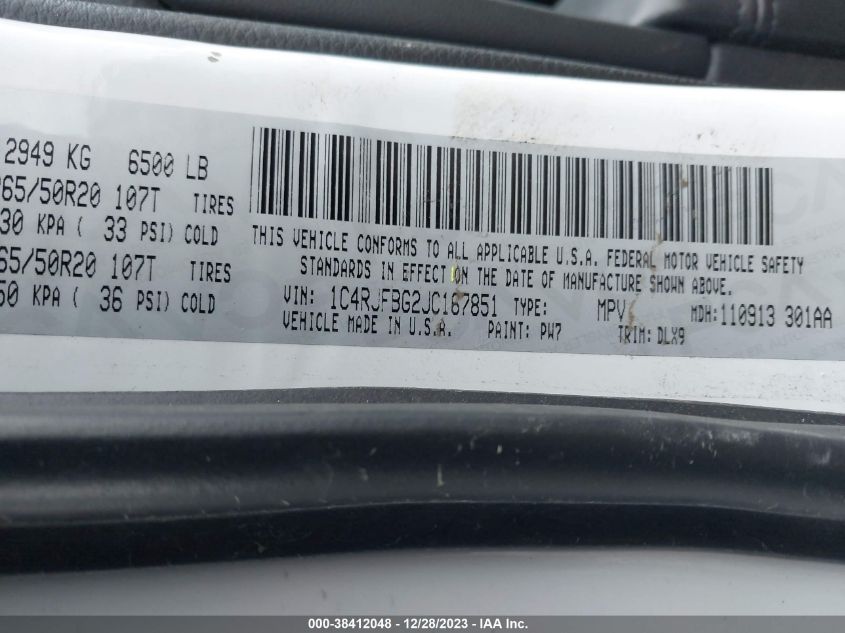 2949 KG 6500 LB
65/50R20 107T TIRES
30 KPA ( 33 PSI) COLD
65/50R20 107T TIRES
50 KPA ( 36 PSI) COLD
THIS VEHICLE CONFORMS TO ALL APPLICABLE U.S.A. FEDERAL MOTOR VEHICLE SAFETY
STANDARDS IN EFFECT ON THE DATE OF MANUFACTURE SHOWN ABOVE.
VIN: 1C4RJFBG2JC167851 TYPE: MPV MDH:110913 301AA
VEHICLE MADE IN U.S.A. PAINT: PW7 TRIM: DLX9
000-38412048 - 12/28/2023 - IAA Inc.